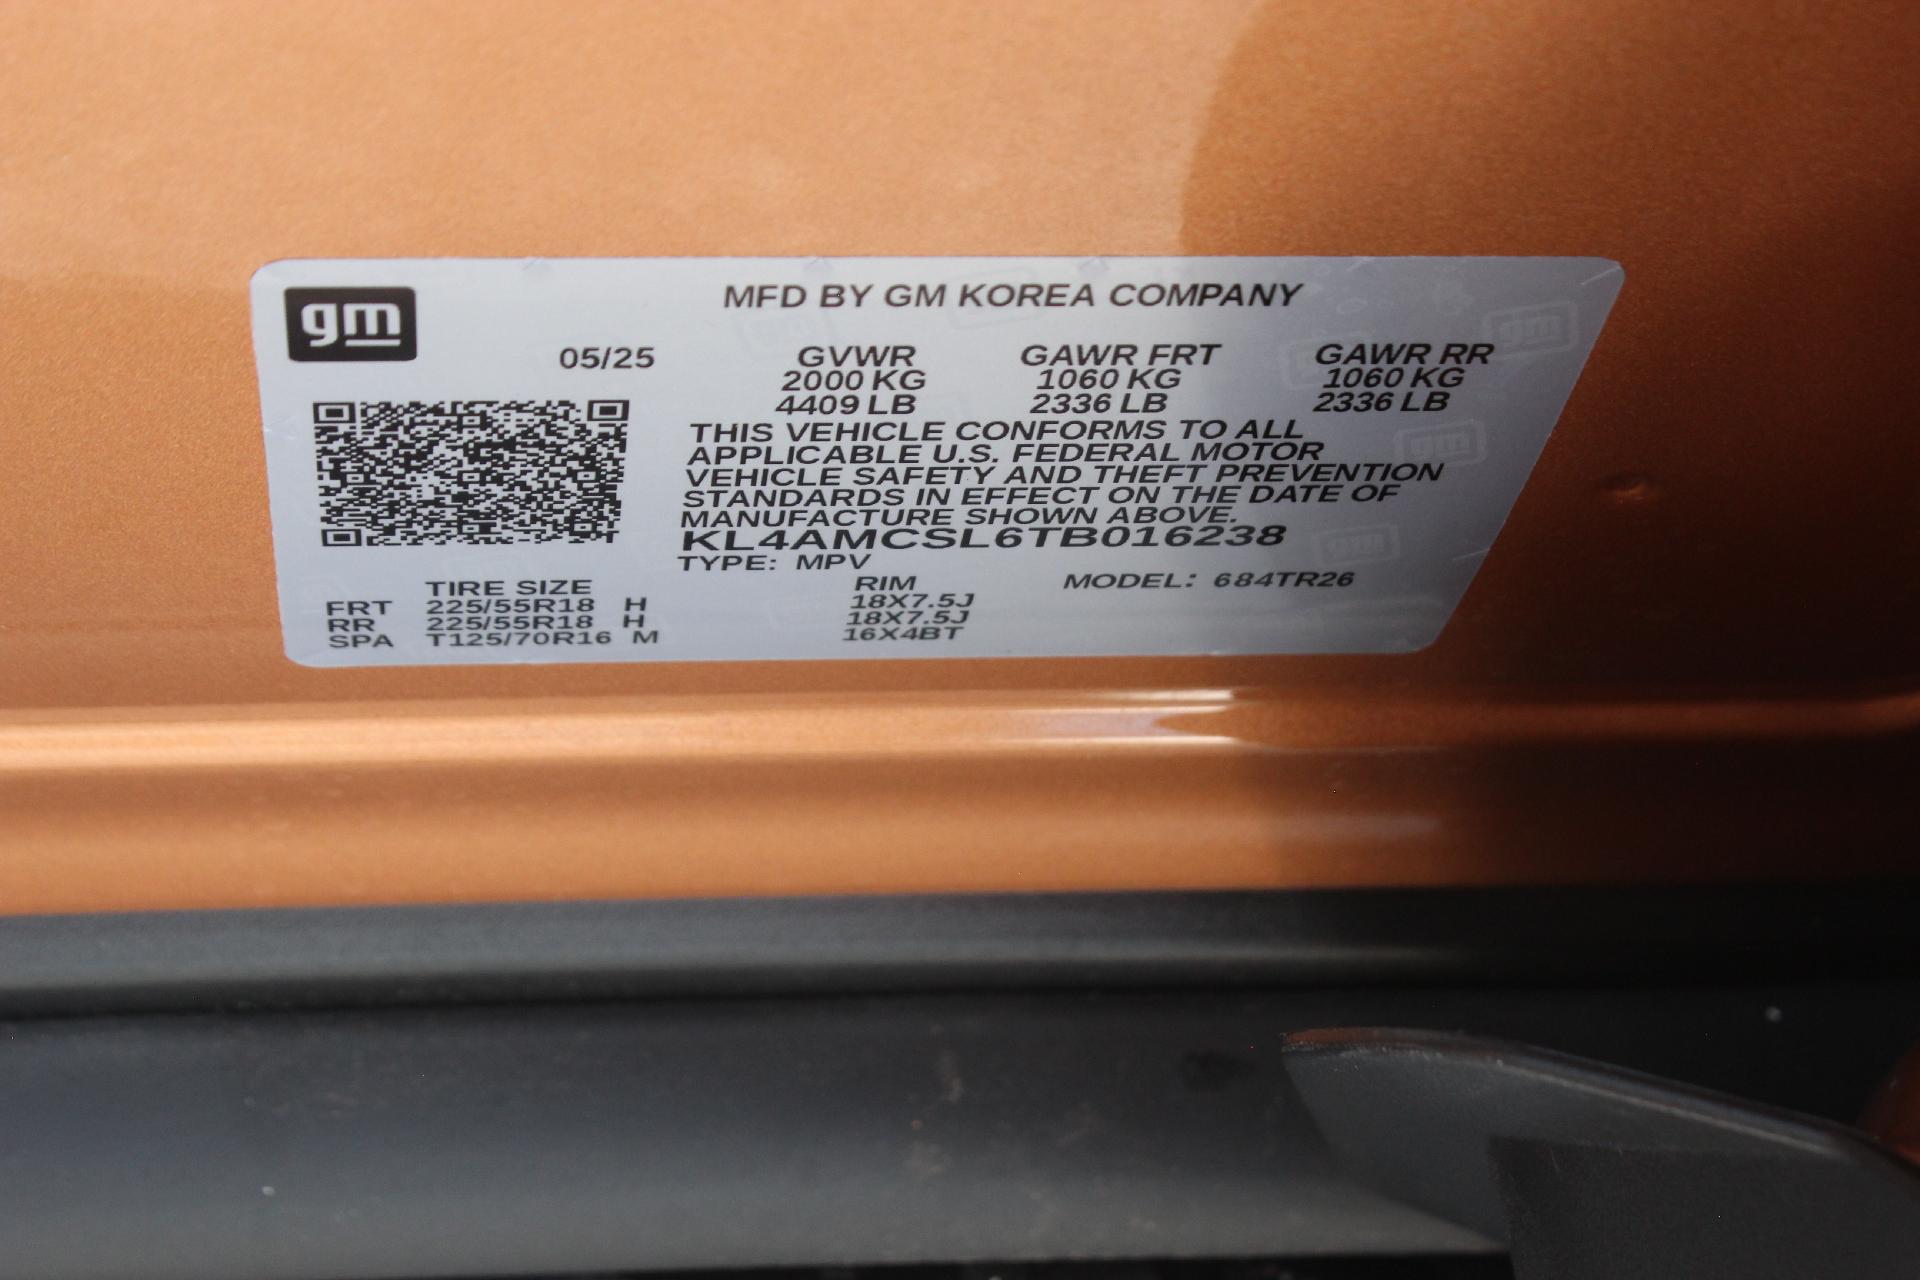 gm
MFD BY GM KOREA COMPANY
05/25 GVWR GAWR FRT GAWR RR
2000 KG 1060 KG 1060 KG
4409 LB 2336 LB 2336 LB
THIS VEHICLE CONFORMS TO ALL
APPLICABLE U.S. FEDERAL MOTOR
VEHICLE SAFETY AND THEFT PREVENTION
STANDARDS IN EFFECT ON THE DATE OF
MANUFACTURE SHOWN ABOVE.
KL4AMCSL6TB016238
TYPE: MPV
TIRE SIZE RIM MODEL: 684TR26
FRT 225/55R18 H 18X7.5J
RR 225/55R18 H 18X7.5J
SPA T125/70R16 M 16X4BT